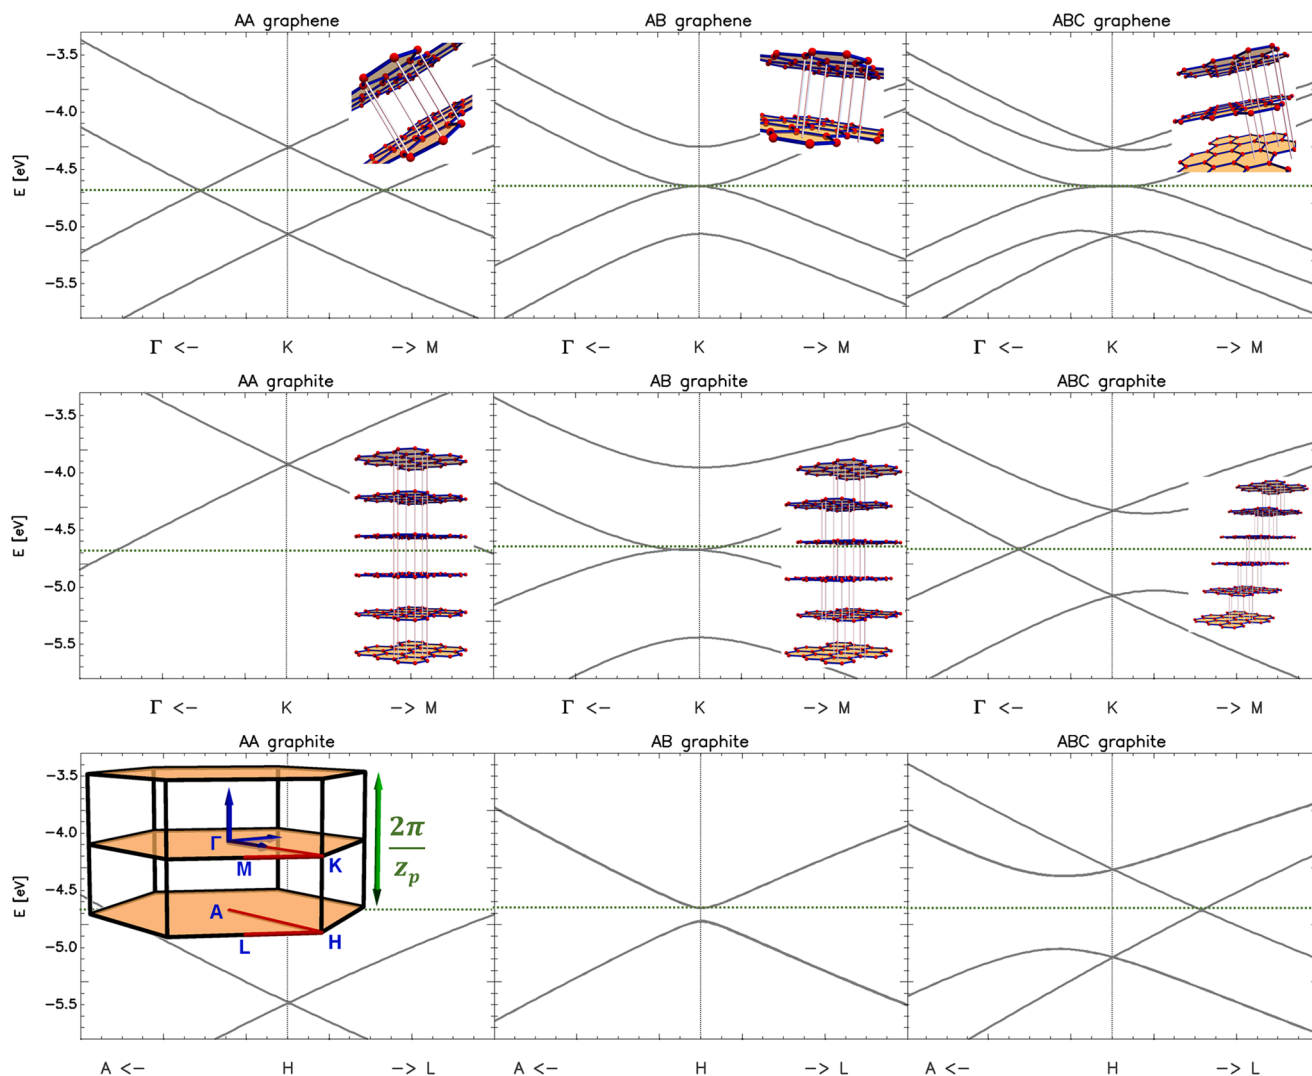 AA graphene
AB graphene
ABC graphene
E [eV]
−3.5
−4.0
−4.5
−5.0
−5.5
Γ <−
K
−> M
Γ <−
K
−> M
Γ <−
K
−> M
AA graphite
AB graphite
ABC graphite
E [eV]
−3.5
−4.0
−4.5
−5.0
−5.5
Γ <−
K
−> M
Γ <−
K
−> M
Γ <−
K
−> M
AA graphite
AB graphite
ABC graphite
E [eV]
−3.5
−4.0
−4.5
−5.0
−5.5
Γ
M
K
A
L
H
2π
z_p
A <−
H
−> L
A <−
H
−> L
A <−
H
−> L